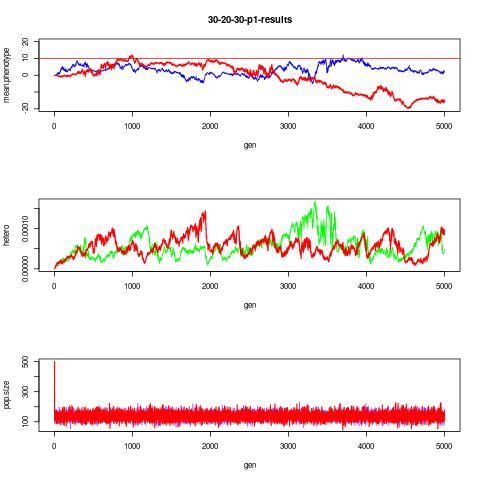 30-20-30-p1-results
mean phenotype
-20 0 10 20
0 1000 2000 3000 4000 5000
gen
hetero
0.00000 0.00010
0 1000 2000 3000 4000 5000
gen
pop.size
100 300 500
0 1000 2000 3000 4000 5000
gen